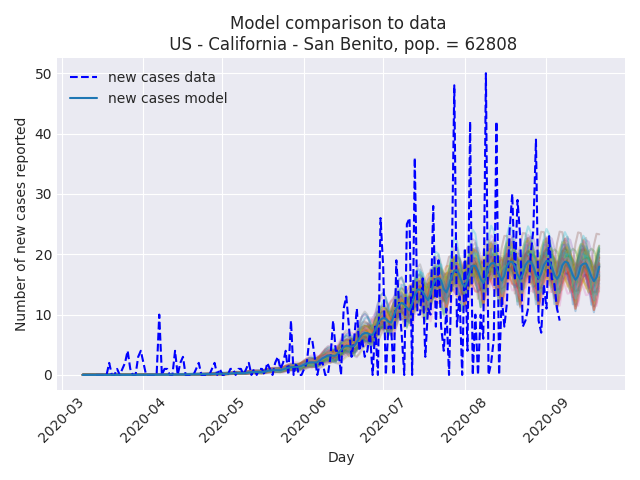 Model comparison to data
US - California - San Benito, pop. = 62808
50
40
30
20
10
0
Number of new cases reported
new cases data
new cases model
2020-03
2020-04
2020-05
2020-06
2020-07
2020-08
2020-09
Day